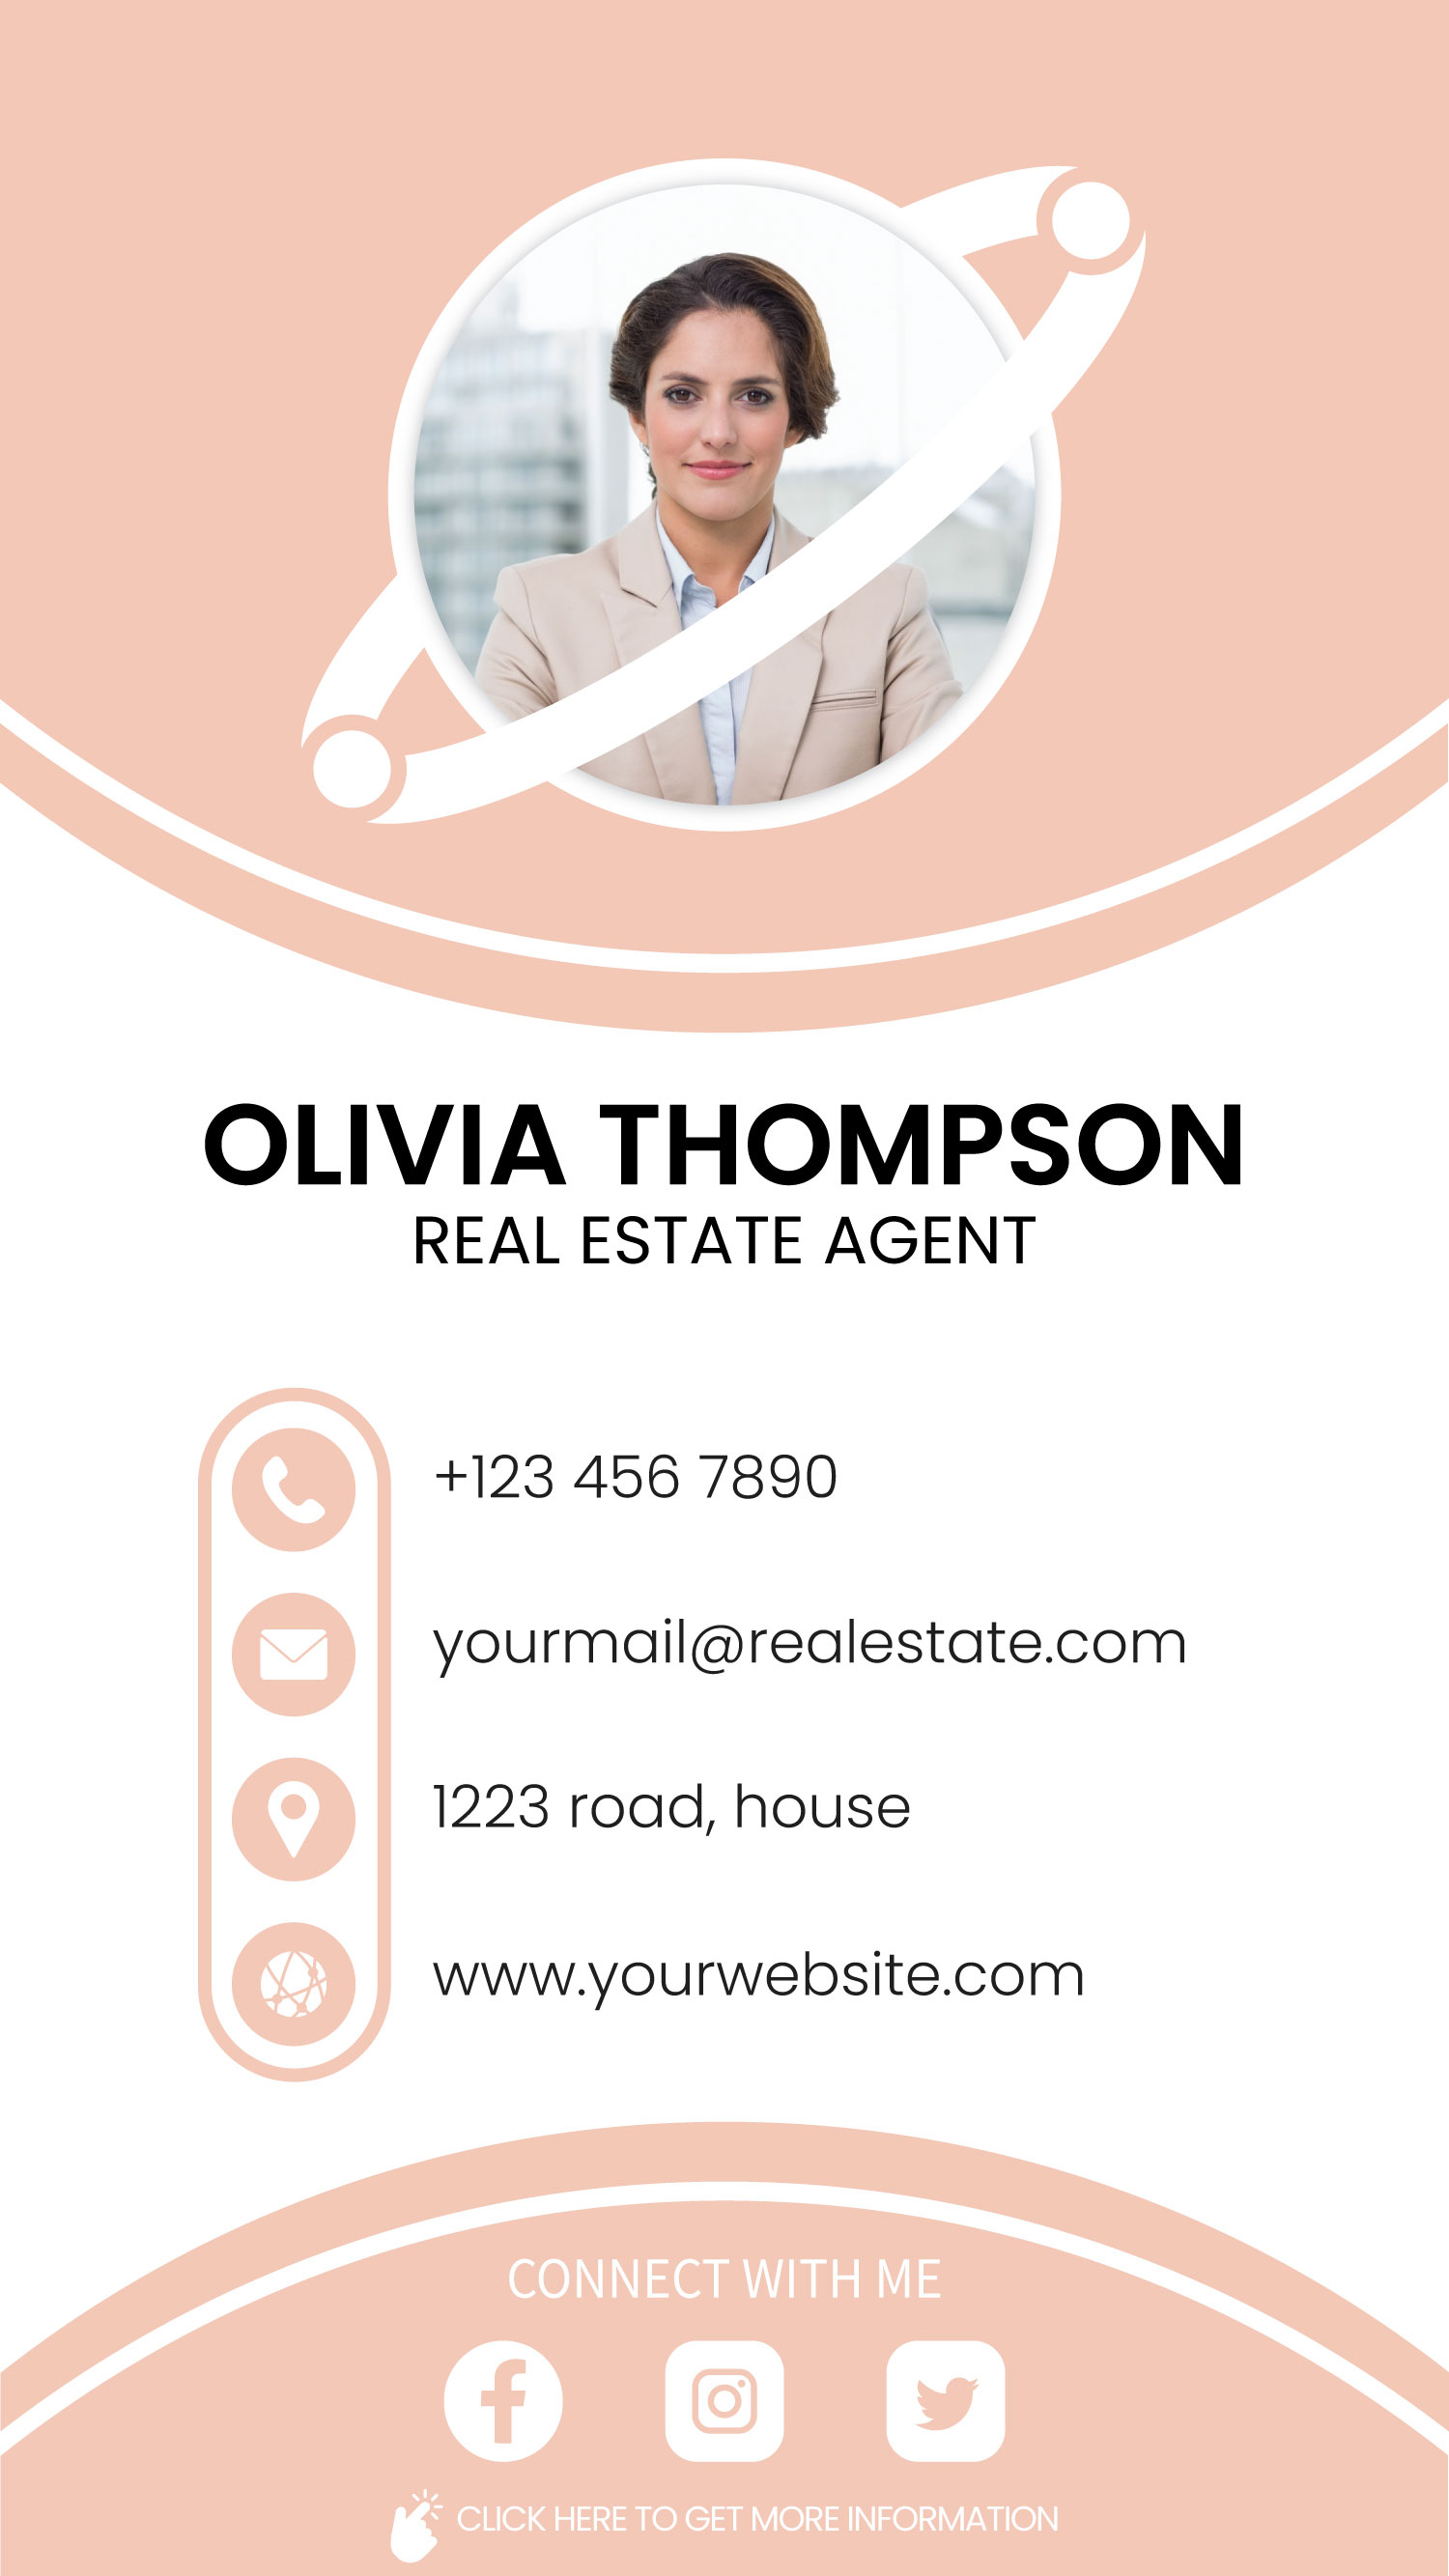 OLIVIA THOMPSON
REAL ESTATE AGENT
+123 456 7890
yourmail@realestate.com
1223 road, house
www.yourwebsite.com
CONNECT WITH ME
CLICK HERE TO GET MORE INFORMATION